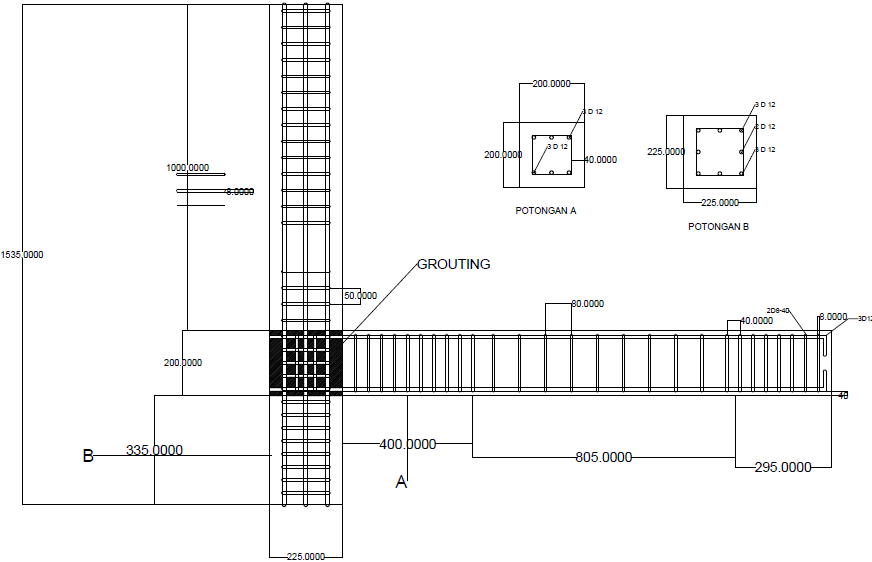 200.0000
3 D 12
3 D 12
200.0000
40.0000
POTONGAN A
3 D 12
2 D 12
3 D 12
225.0000
225.0000
POTONGAN B
1000.0000
8.0000
1535.0000
GROUTING
50.0000
80.0000
2D8-40
40.0000
8.0000
3D12
200.0000
40
335.0000
B
400.0000
A
805.0000
295.0000
225.0000